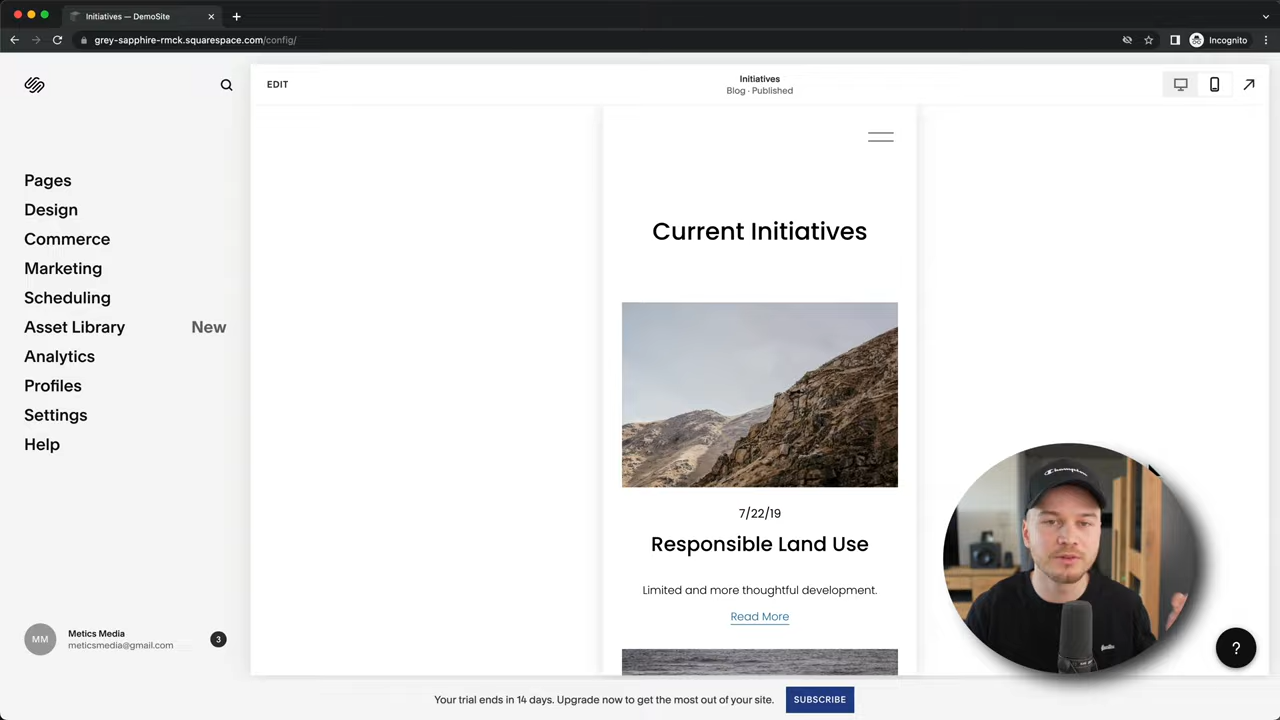 Initiatives — DemoSite
grey-sapphire-rmck.squarespace.com/config/
Incognito
EDIT
Initiatives
Blog · Published
Pages
Design
Commerce
Marketing
Scheduling
Asset Library New
Analytics
Profiles
Settings
Help
Current Initiatives
7/22/19
Responsible Land Use
Limited and more thoughtful development.
Read More
Champion
MM
Metics Media
meticsmedia@gmail.com
3
?
Your trial ends in 14 days. Upgrade now to get the most out of your site.
SUBSCRIBE